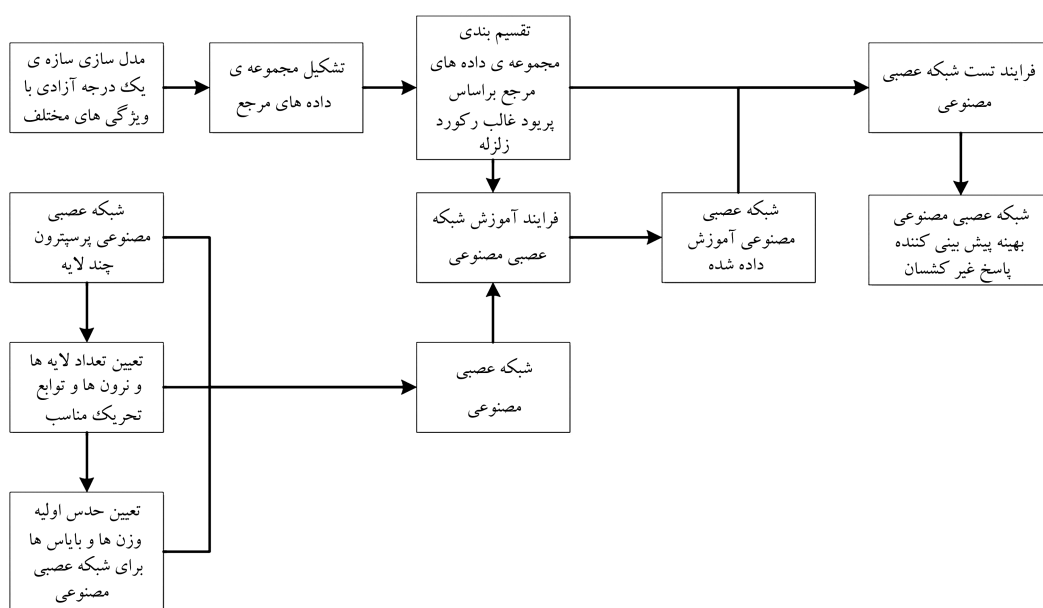 مدل سازی سازه ی
یک درجه آزادی با
ویژگی های مختلف
تشکیل مجموعه ی
داده های مرجع
تقسیم بندی
مجموعه ی داده های
مرجع براساس
پریود غالب رکورد
زلزله
فرایند تست شبکه عصبی
مصنوعی
شبکه عصبی
مصنوعی پرسپترون
چند لایه
فرایند آموزش شبکه
عصبی مصنوعی
شبکه عصبی
مصنوعی آموزش
داده شده
شبکه عصبی مصنوعی
بهینه پیش بینی کننده
پاسخ غیر کشسان
تعیین تعداد لایه ها
و نرون ها و توابع
تحریک مناسب
شبکه عصبی
مصنوعی
تعیین حدس اولیه
وزن ها و بایاس ها
برای شبکه عصبی
مصنوعی